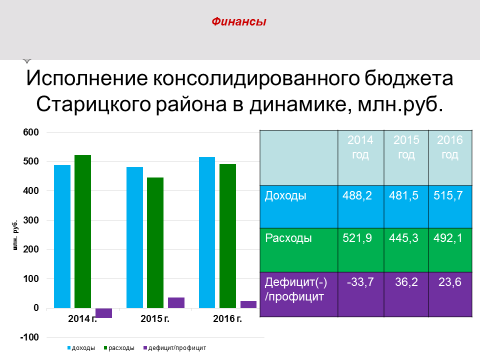 Финансы
Исполнение консолидированного бюджета
Старицкого района в динамике, млн.руб.
600
500
400
300
200
100
0
-100
млн. руб.
2014 г.
2015 г.
2016 г.
доходы
расходы
дефицит/профицит
2014 год
2015 год
2016 год
Доходы 488,2 481,5 515,7
Расходы 521,9 445,3 492,1
Дефицит(-)
/профицит -33,7 36,2 23,6